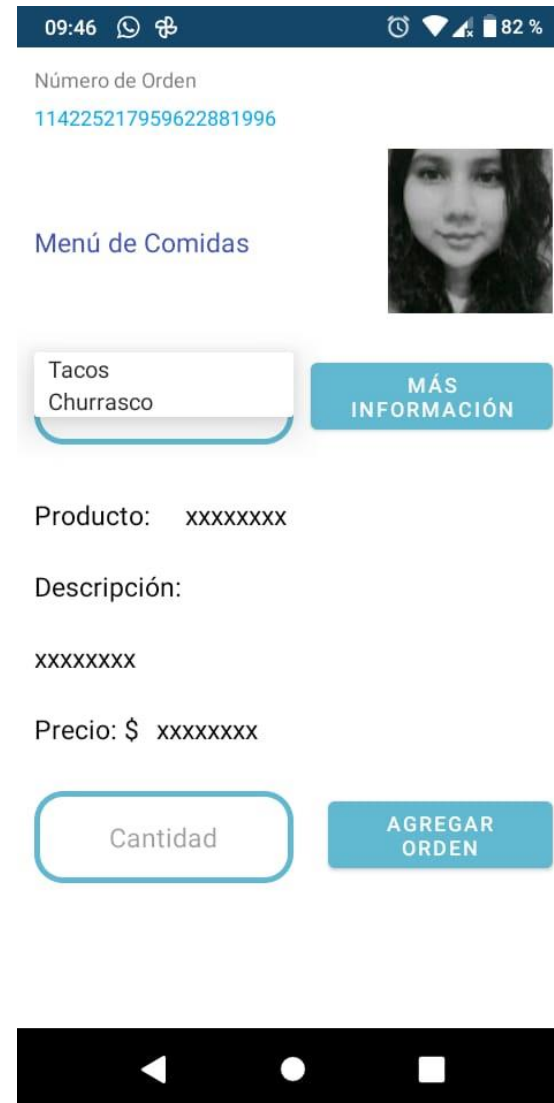 09:46 82 %
Número de Orden
114225217959622881996
Menú de Comidas
Tacos
Churrasco
MÁS
INFORMACIÓN
Producto: xxxxxxxx
Descripción:
xxxxxxxx
Precio: $ xxxxxxxx
Cantidad
AGREGAR
ORDEN